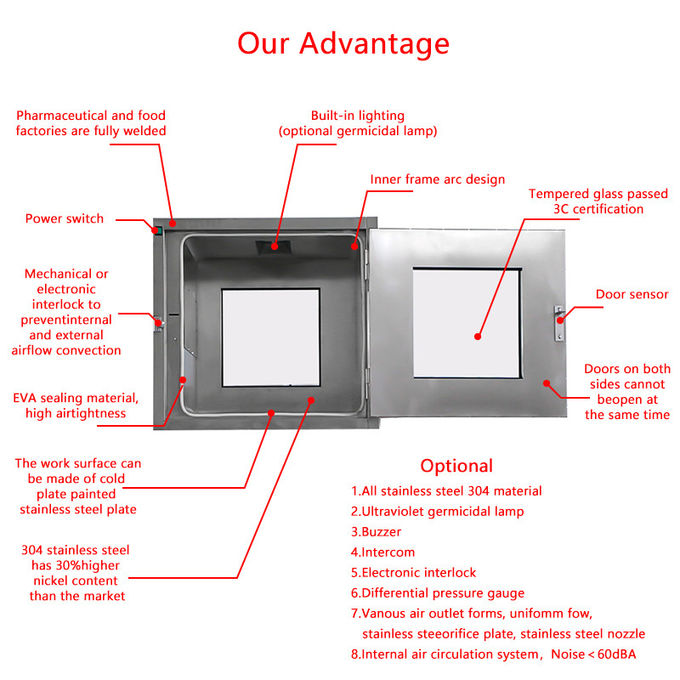 Our Advantage
Pharmaceutical and food
factories are fully welded
Built-in lighting
(optional germicidal lamp)
Inner frame arc design
Tempered glass passed
3C certification
Power switch
Mechanical or
electronic
interlock to
preventinternal
and external
airflow convection
Door sensor
Doors on both
sides cannot
beopen at
the same time
EVA sealing material,
high airtightness
The work surface can
be made of cold
plate painted
stainless steel plate
304 stainless steel
has 30%higher
nickel content
than the market
Optional
1.All stainless steel 304 material
2.Ultraviolet germicidal lamp
3.Buzzer
4.Intercom
5.Electronic interlock
6.Differential pressure gauge
7.Vanous air outlet forms, unifomm fow,
stainless steeorifice plate, stainless steel nozzle
8.Internal air circulation system, Noise<60dBA